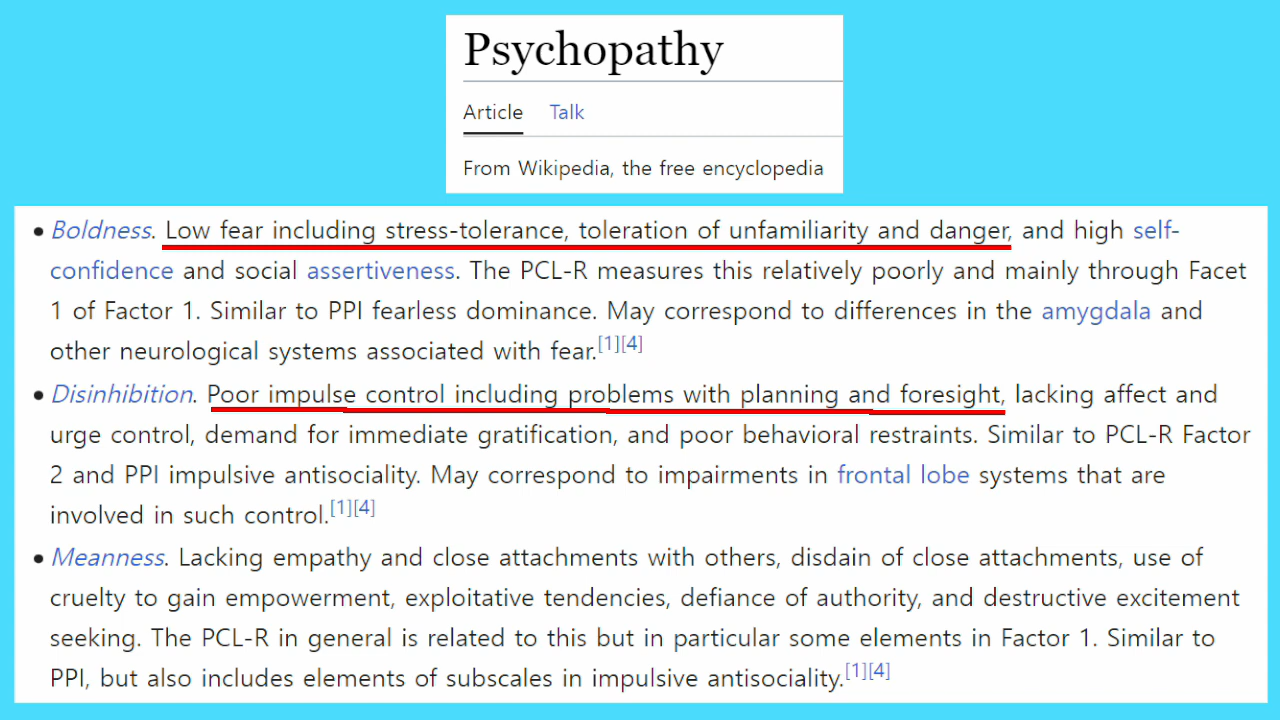 Psychopathy
Article Talk
From Wikipedia, the free encyclopedia
• Boldness. Low fear including stress-tolerance, toleration of unfamiliarity and danger, and high self-
confidence and social assertiveness. The PCL-R measures this relatively poorly and mainly through Facet
1 of Factor 1. Similar to PPI fearless dominance. May correspond to differences in the amygdala and
other neurological systems associated with fear.[1][4]
• Disinhibition. Poor impulse control including problems with planning and foresight, lacking affect and
urge control, demand for immediate gratification, and poor behavioral restraints. Similar to PCL-R Factor
2 and PPI impulsive antisociality. May correspond to impairments in frontal lobe systems that are
involved in such control.[1][4]
• Meanness. Lacking empathy and close attachments with others, disdain of close attachments, use of
cruelty to gain empowerment, exploitative tendencies, defiance of authority, and destructive excitement
seeking. The PCL-R in general is related to this but in particular some elements in Factor 1. Similar to
PPI, but also includes elements of subscales in impulsive antisociality.[1][4]